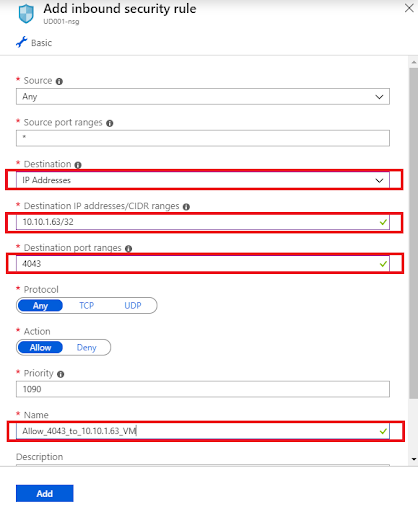 Add inbound security rule
UD001-nsg
Basic
* Source
Any
* Source port ranges
*
* Destination
IP Addresses
* Destination IP addresses/CIDR ranges
10.10.1.63/32
* Destination port ranges
4043
* Protocol
Any TCP UDP
* Action
Allow Deny
* Priority
1090
* Name
Allow_4043_to_10.10.1.63_VM
Description
Add